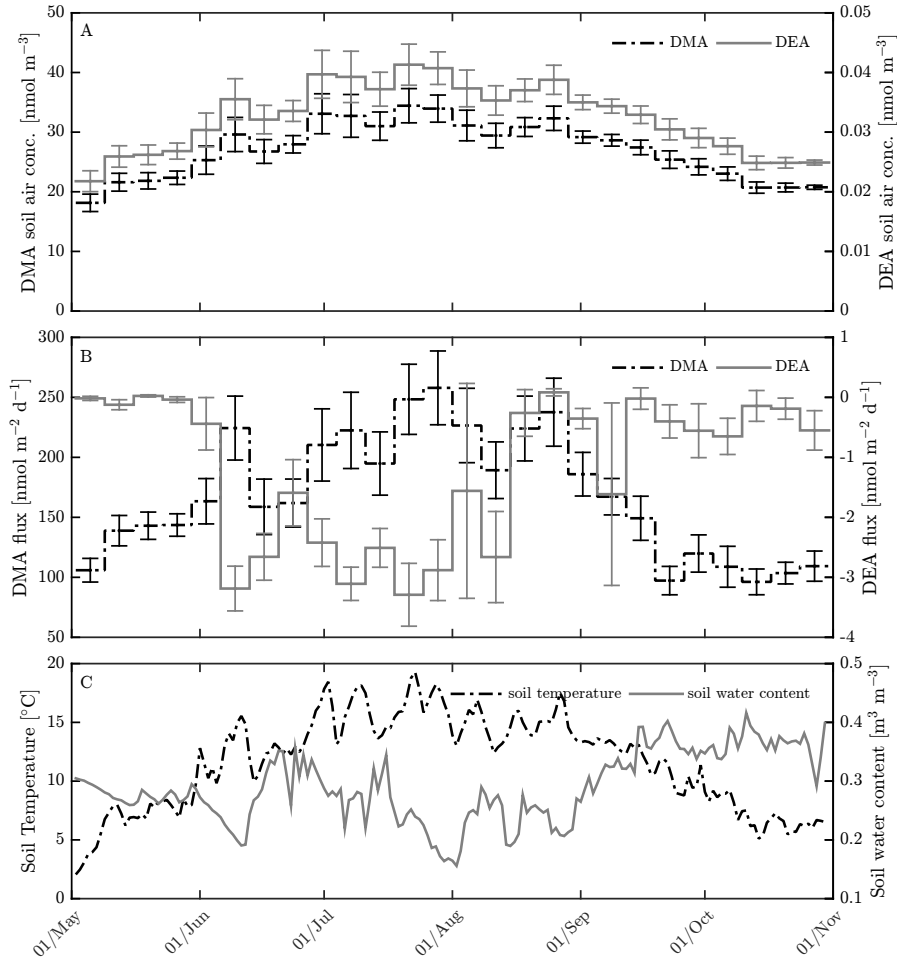 A
DMA
DEA
DMA soil air conc. [nmol m−3]
50
40
30
20
10
0
DEA soil air conc. [nmol m−3]
0.05
0.04
0.03
0.02
0.01
0
B
DMA
DEA
DMA flux [nmol m−2 d−1]
300
250
200
150
100
50
DEA flux [nmol m−2 d−1]
1
0
-1
-2
-3
-4
C
soil temperature
soil water content
Soil Temperature [°C]
20
15
10
5
0
Soil water content [m3 m−3]
0.5
0.4
0.3
0.2
0.1
01/May
01/Jun
01/Jul
01/Aug
01/Sep
01/Oct
01/Nov